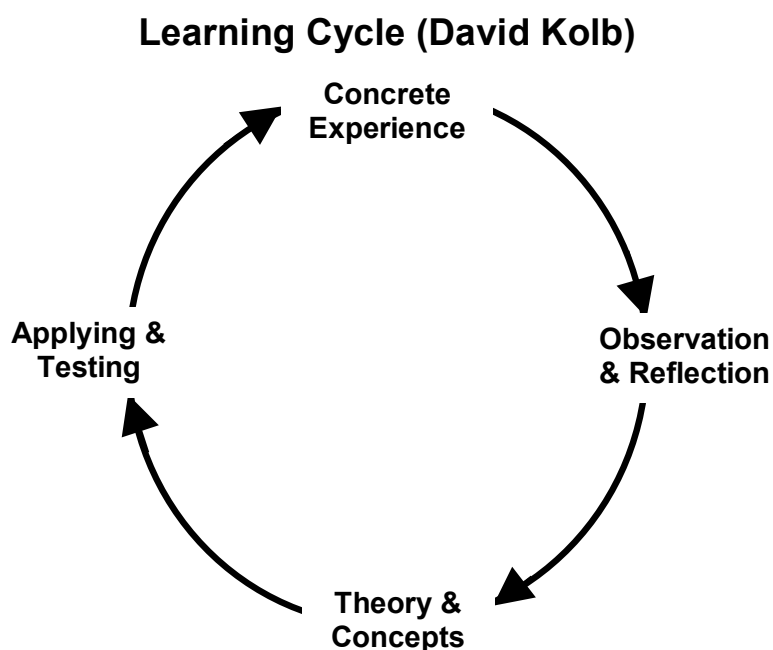 Learning Cycle (David Kolb)
Concrete
Experience
Observation
& Reflection
Theory &
Concepts
Applying &
Testing